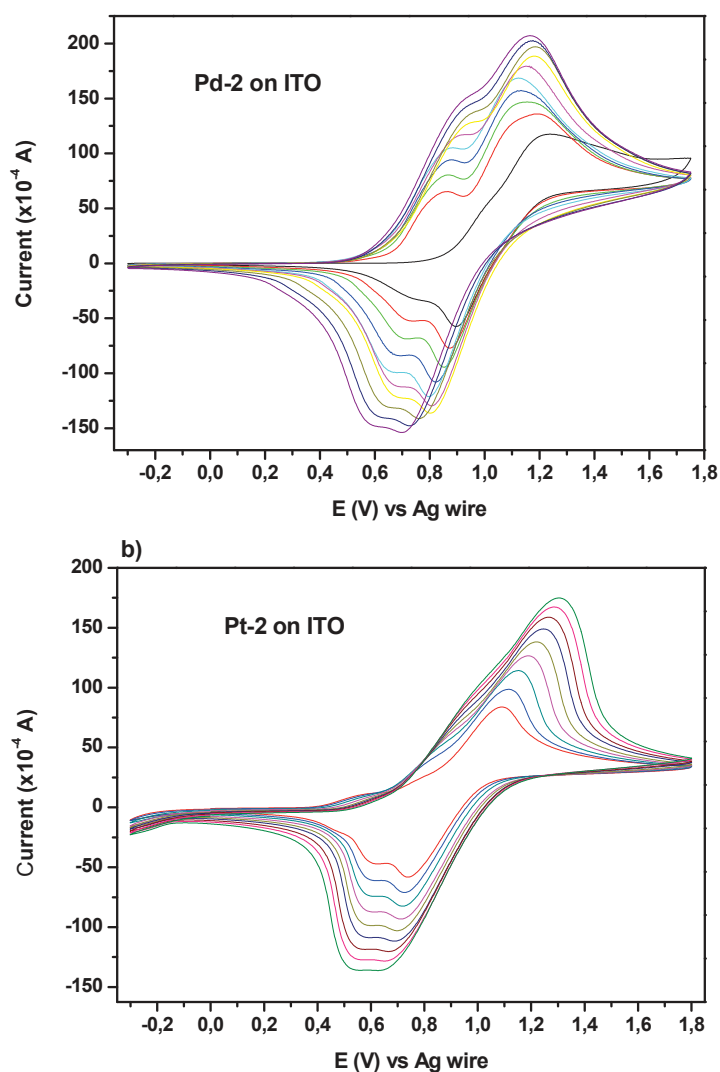 200
150
100
50
0
-50
-100
-150
Current (x10⁻⁴ A)
Pd-2 on ITO
-0,2 0,0 0,2 0,4 0,6 0,8 1,0 1,2 1,4 1,6 1,8
E (V) vs Ag wire
b)
200
150
100
50
0
-50
-100
-150
Current (x10⁻⁴ A)
Pt-2 on ITO
-0,2 0,0 0,2 0,4 0,6 0,8 1,0 1,2 1,4 1,6 1,8
E (V) vs Ag wire